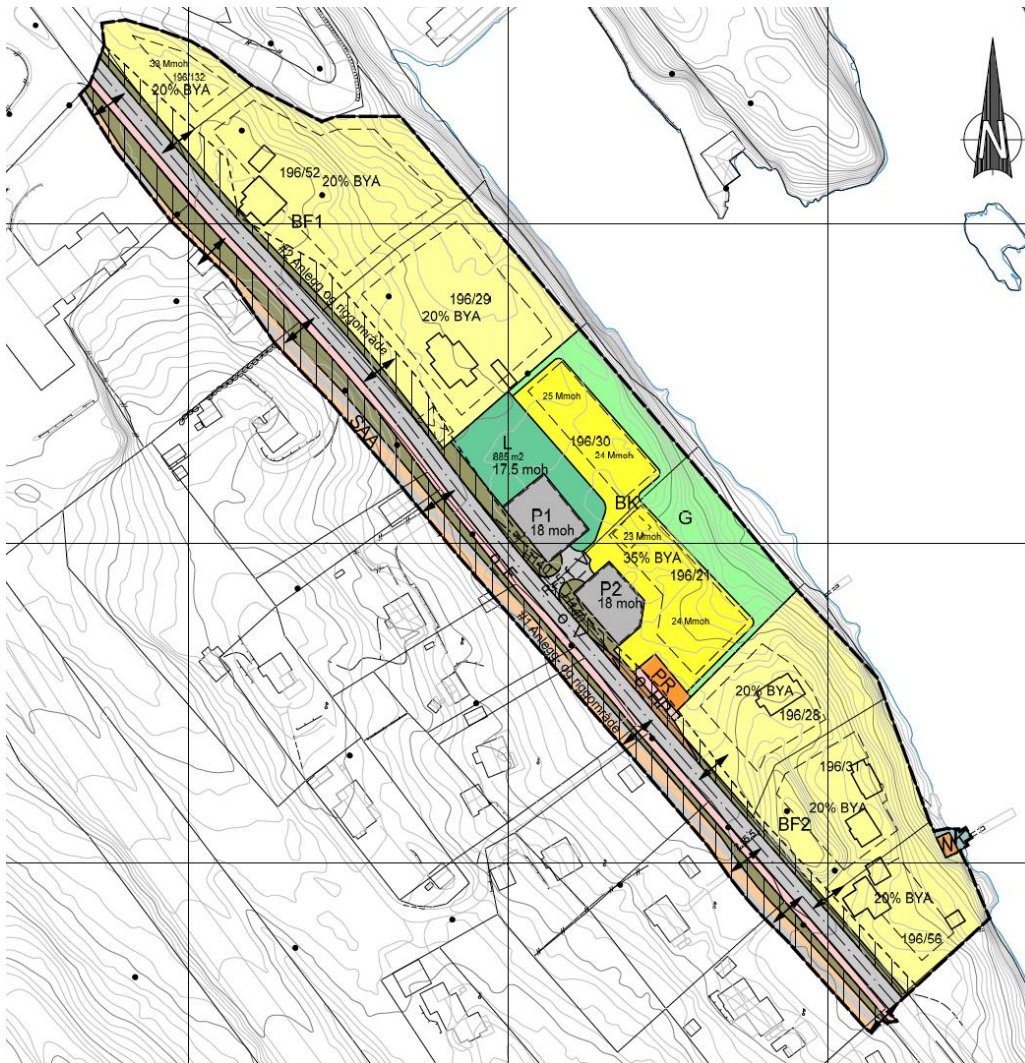 33 Mmoh
196/132
20% BYA
196/52
20% BYA
BF1
N
#2 Anlegg og riggområde
196/29
20% BYA
SAA
L
885 m2
17.5 moh
25 Mmoh
196/30
24 Mmoh
BK
G
P1
18 moh
23 Mmoh
35% BYA
196/21
P2
18 moh
24 Mmoh
#1 Anlegg- og riggområde
PR
20% BYA
196/28
196/31
20% BYA
BF2
W
20% BYA
196/56